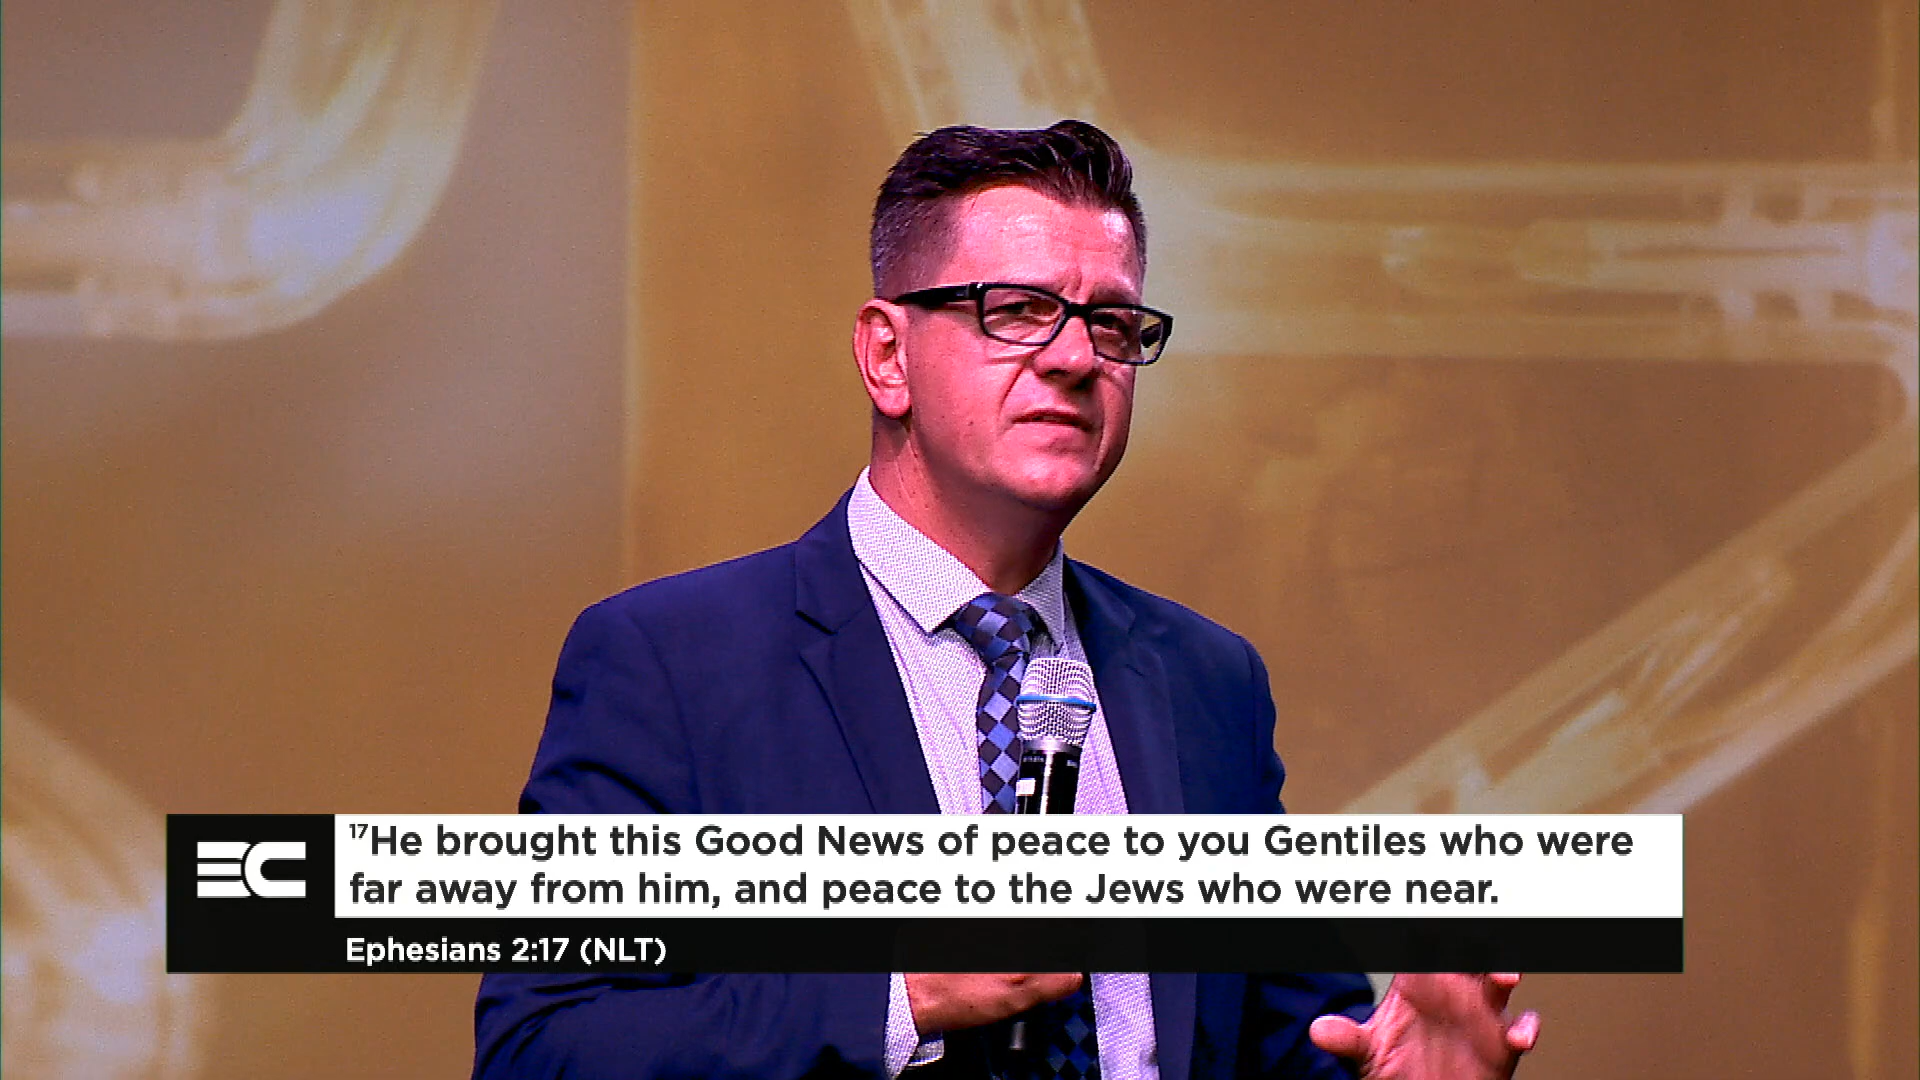 EC
¹⁷He brought this Good News of peace to you Gentiles who were
far away from him, and peace to the Jews who were near.
Ephesians 2:17 (NLT)